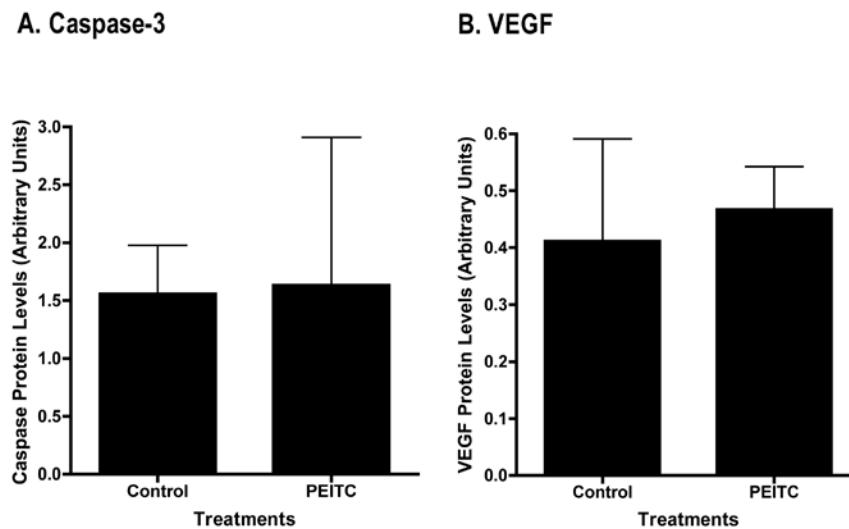 A. Caspase-3
Caspase Protein Levels (Arbitrary Units)
3.0
2.5
2.0
1.5
1.0
0.5
0.0
Control PEITC
Treatments
B. VEGF
VEGF Protein Levels (Arbitrary Units)
0.6
0.5
0.4
0.3
0.2
0.1
0.0
Control PEITC
Treatments